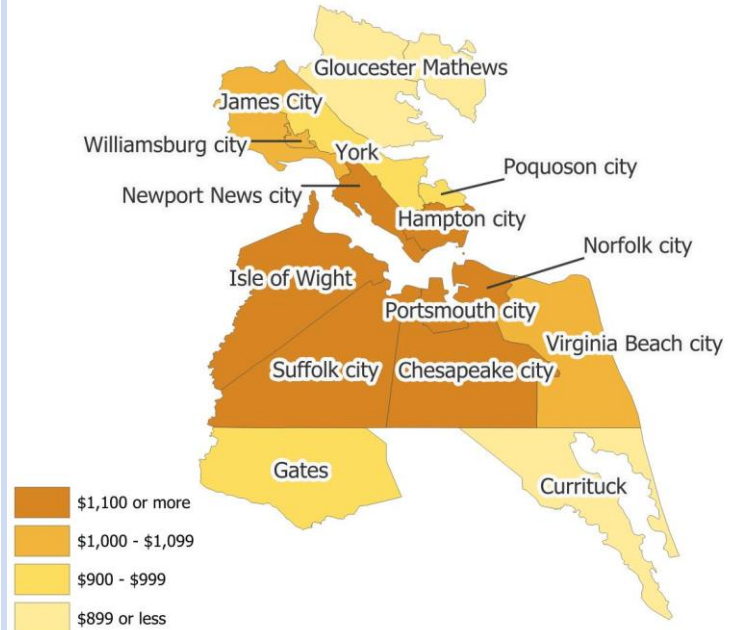 Gloucester Mathews
James City
Williamsburg city
York
Poquoson city
Newport News city
Hampton city
Norfolk city
Isle of Wight
Portsmouth city
Virginia Beach city
Suffolk city
Chesapeake city
Gates
Currituck
$1,100 or more
$1,000 - $1,099
$900 - $999
$899 or less